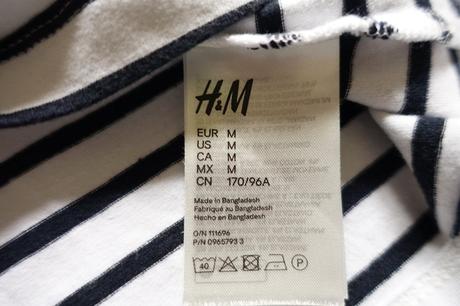 H&M
EUR M
US M
CA M
MX M
CN 170/96A
Made in Bangladesh
Fabriqué au Bangladesh
Hecho en Bangladesh
O/N 111696
P/N 0965793 3
40 P